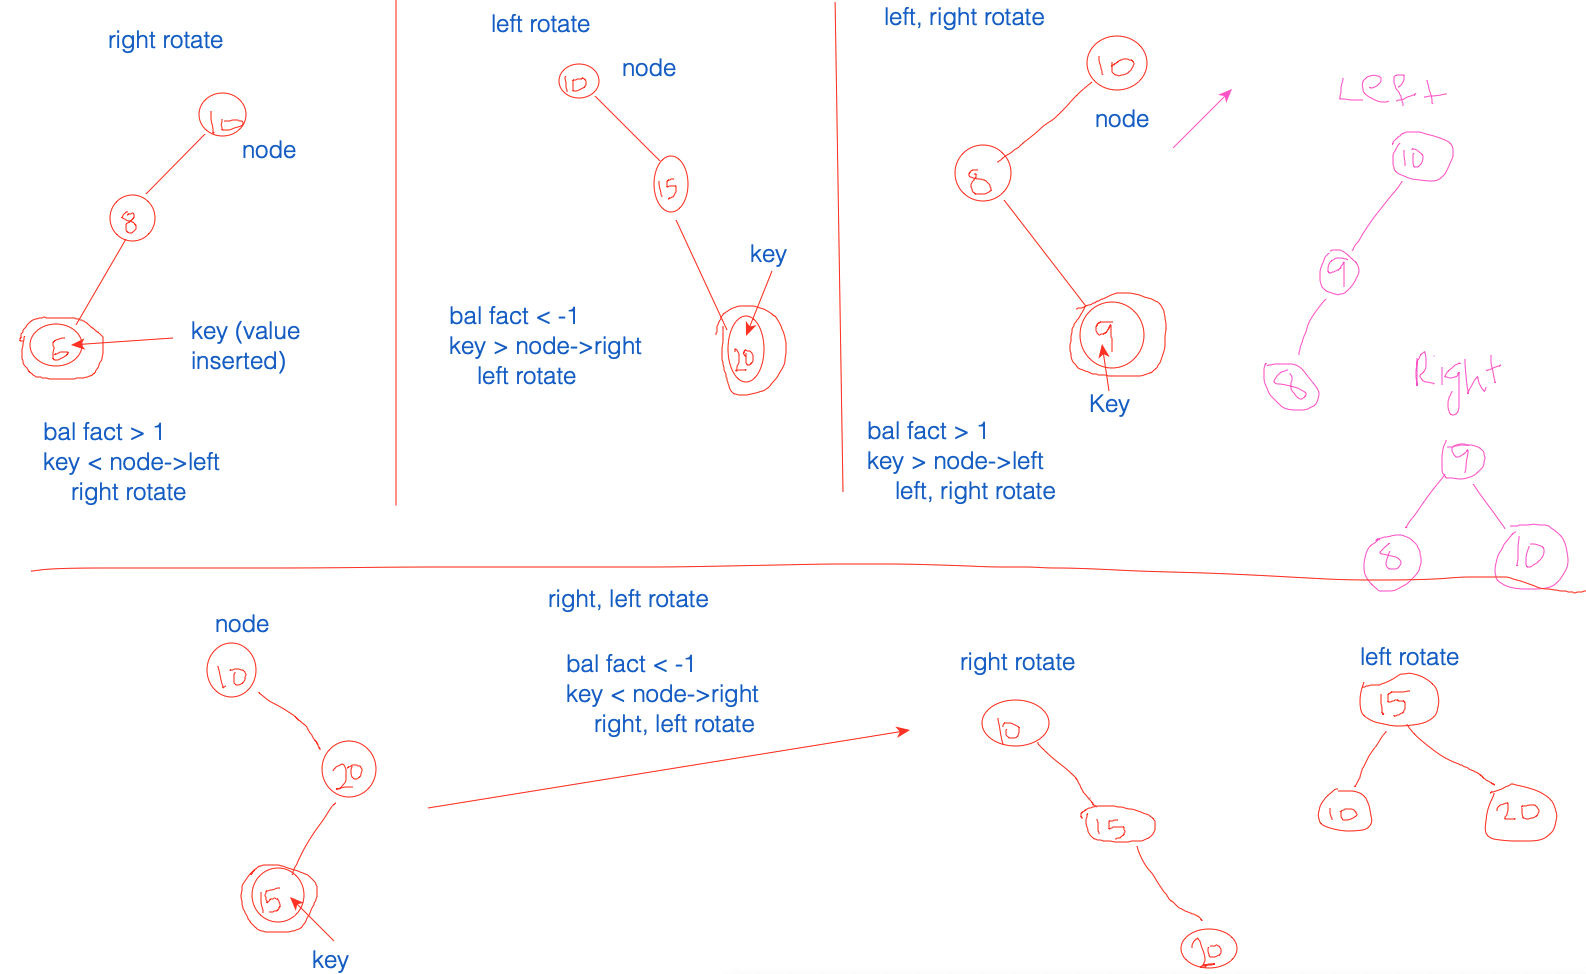 right rotate
10
node
8
6
key (value
inserted)
bal fact > 1
key < node->left
right rotate
left rotate
10
node
15
key
20
bal fact < -1
key > node->right
left rotate
left, right rotate
10
node
8
9
Key
bal fact > 1
key > node->left
left, right rotate
Left
10
9
8
Right
9
8
10
right, left rotate
node
10
20
15
key
bal fact < -1
key < node->right
right, left rotate
right rotate
10
15
20
left rotate
15
10
20